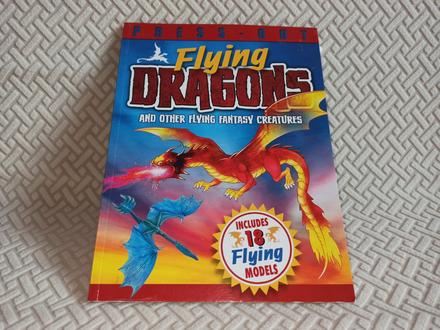 PRESS-OUT
Flying
DRAGONS
AND OTHER FLYING FANTASY CREATURES
INCLUDES
18
Flying
MODELS